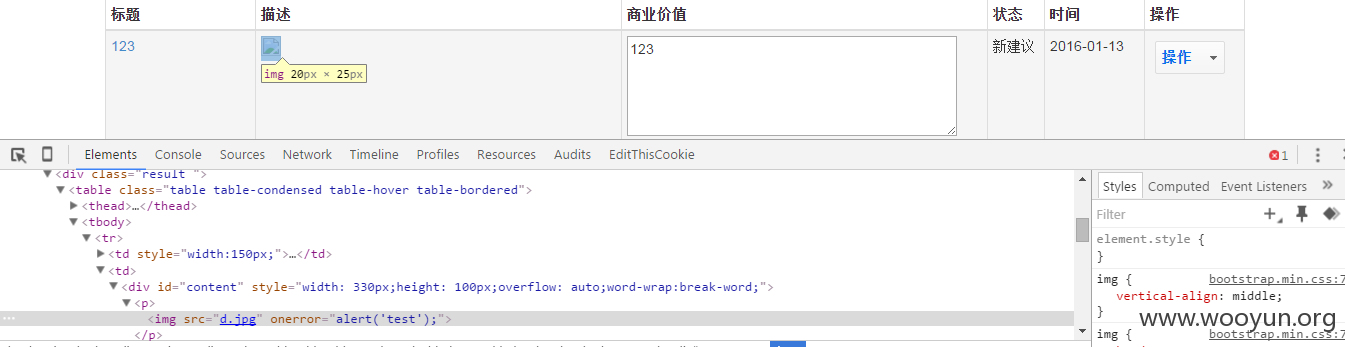 标题 描述 商业价值 状态 时间 操作
123 123 新建议 2016-01-13 操作
img 20px × 25px
Elements Console Sources Network Timeline Profiles Resources Audits EditThisCookie 1
<div class="result ">
<table class="table table-condensed table-hover table-bordered">
<thead>…</thead>
<tbody>
<tr>
<td style="width:150px;">…</td>
<td>
<div id="content" style="width: 330px;height: 100px;overflow: auto;word-wrap:break-word;">
<p>
<img src="d.jpg" onerror="alert('test');">
</p>
Styles Computed Event Listeners »
Filter
element.style {
}
img { bootstrap.min.css:7
vertical-align: middle;
}
img { bootstrap.min.css:7
www.wooyun.org